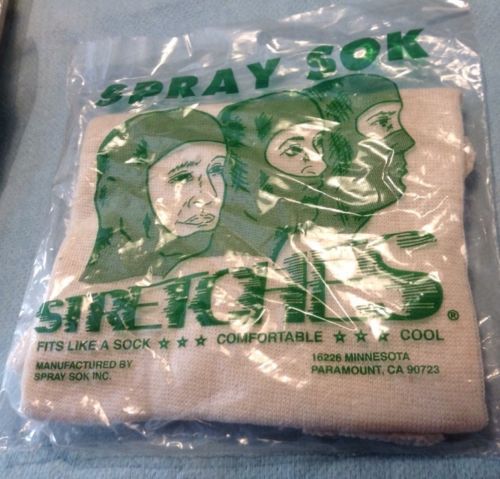 SPRAY SOK
STRETCHES®
FITS LIKE A SOCK ★ ★ ★ COMFORTABLE ★ ★ ★ COOL
MANUFACTURED BY
SPRAY SOK INC.
16226 MINNESOTA
PARAMOUNT, CA 90723